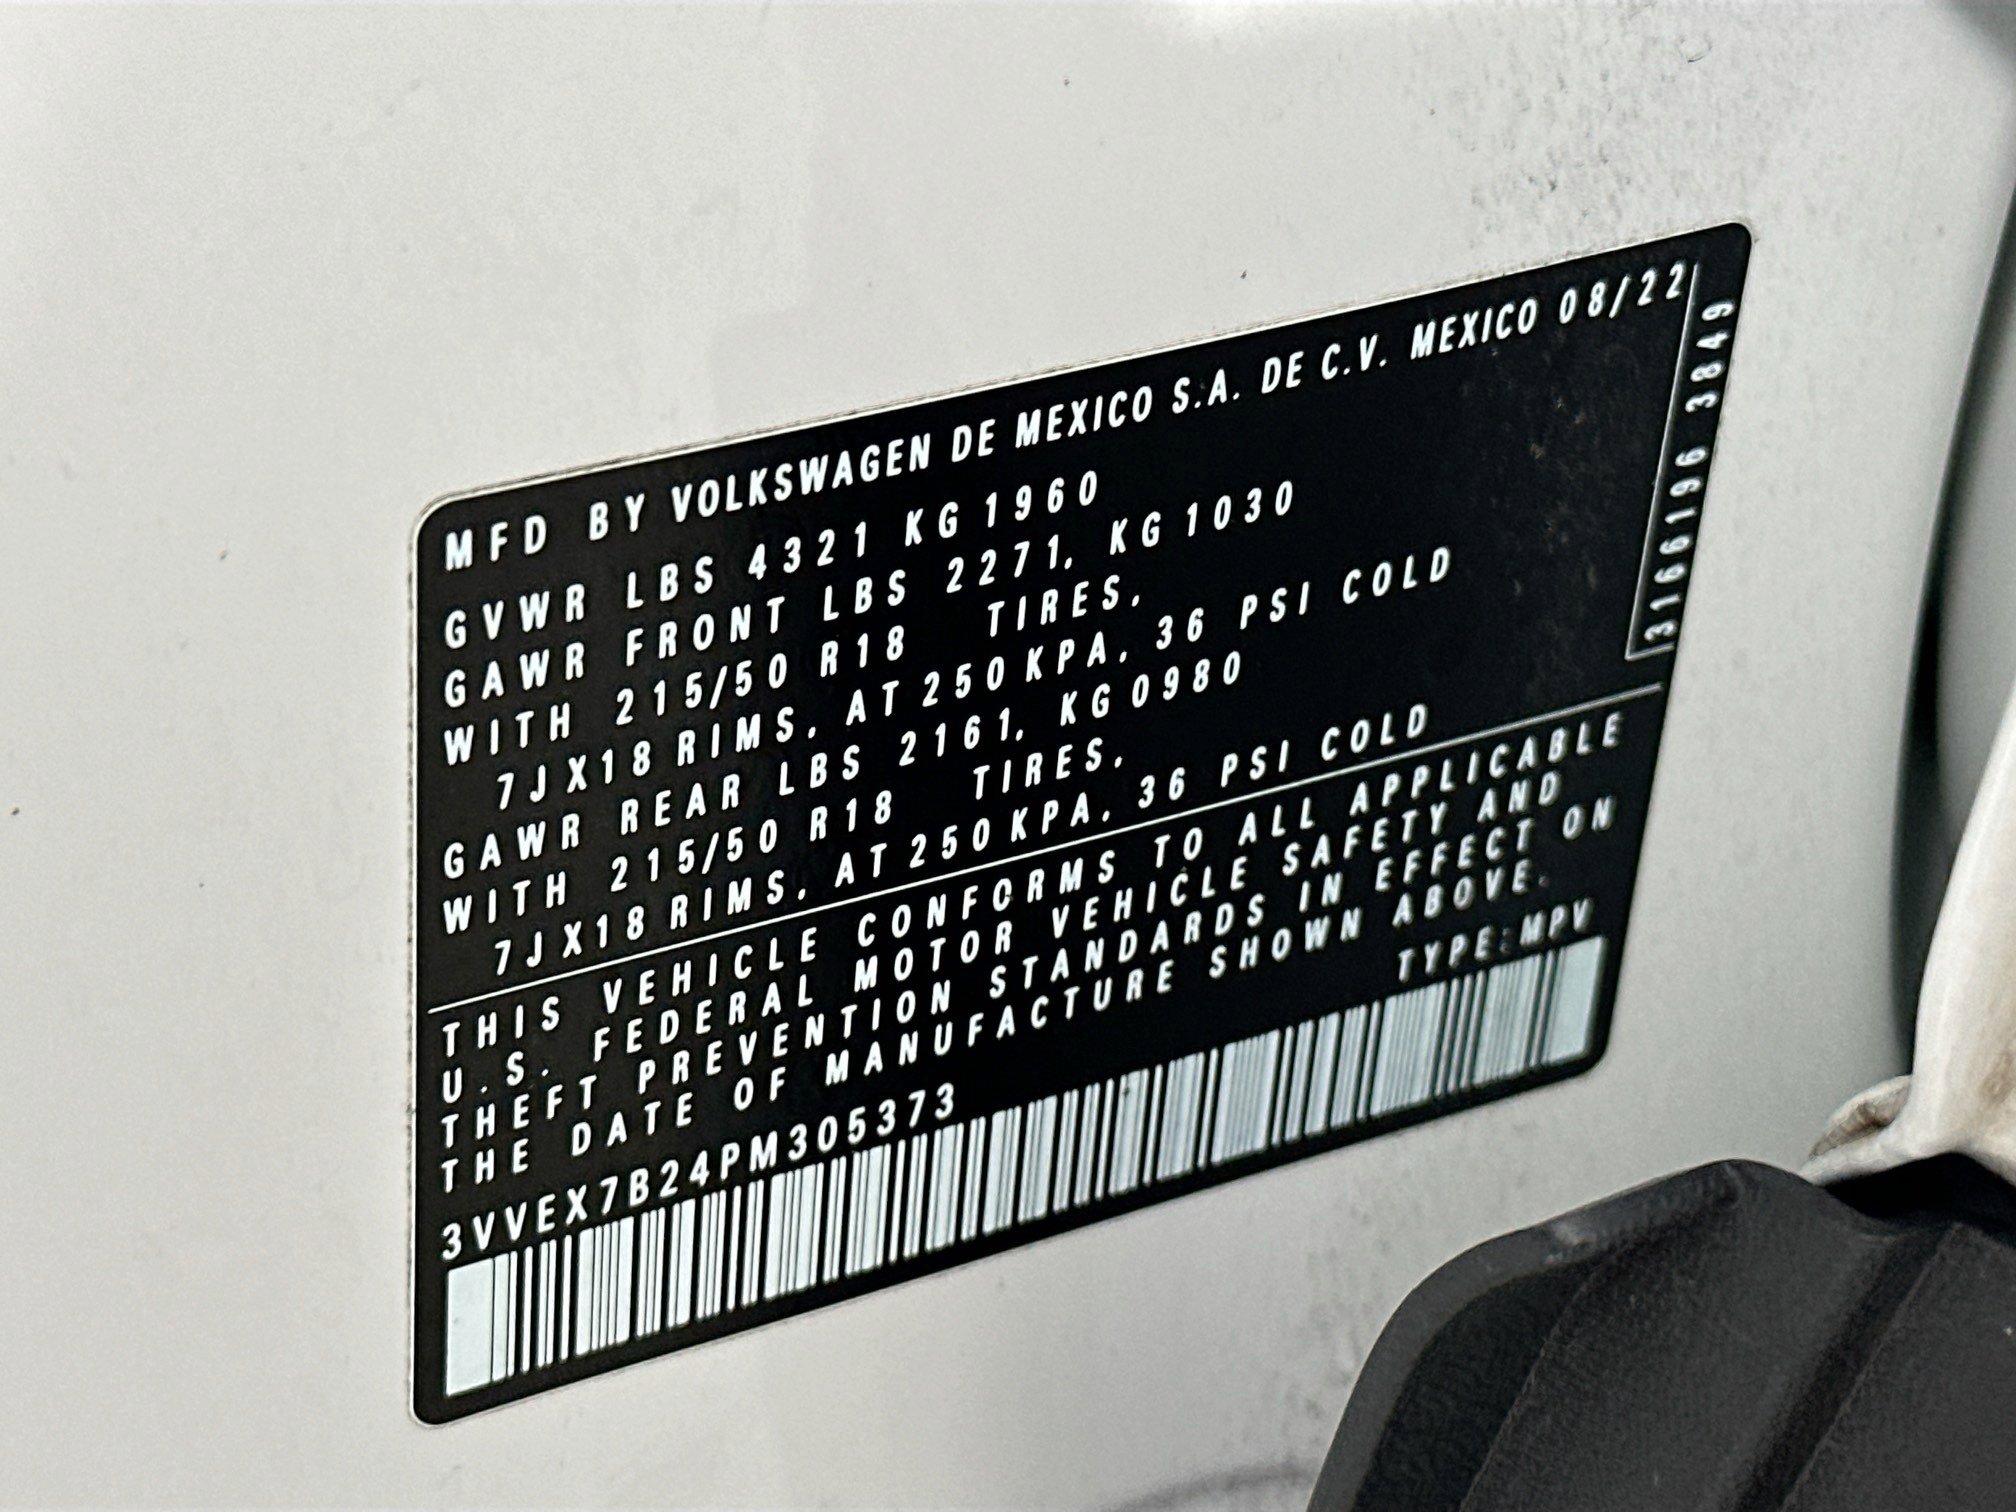 MFD BY VOLKSWAGEN DE MEXICO S.A. DE C.V. MEXICO 08/22
GVWR LBS 4321 KG 1960
GAWR FRONT LBS 2271, KG 1030
WITH 215/50 R18 TIRES,
7JX18 RIMS, AT 250 KPA, 36 PSI COLD
GAWR REAR LBS 2161, KG 0980
WITH 215/50 R18 TIRES,
7JX18 RIMS, AT 250 KPA, 36 PSI COLD
THIS VEHICLE CONFORMS TO ALL APPLICABLE
U.S. FEDERAL MOTOR VEHICLE SAFETY AND
THEFT PREVENTION STANDARDS IN EFFECT ON
THE DATE OF MANUFACTURE SHOWN ABOVE.
3VVEX7B24PM305373 TYPE:MPV
3166196 3849